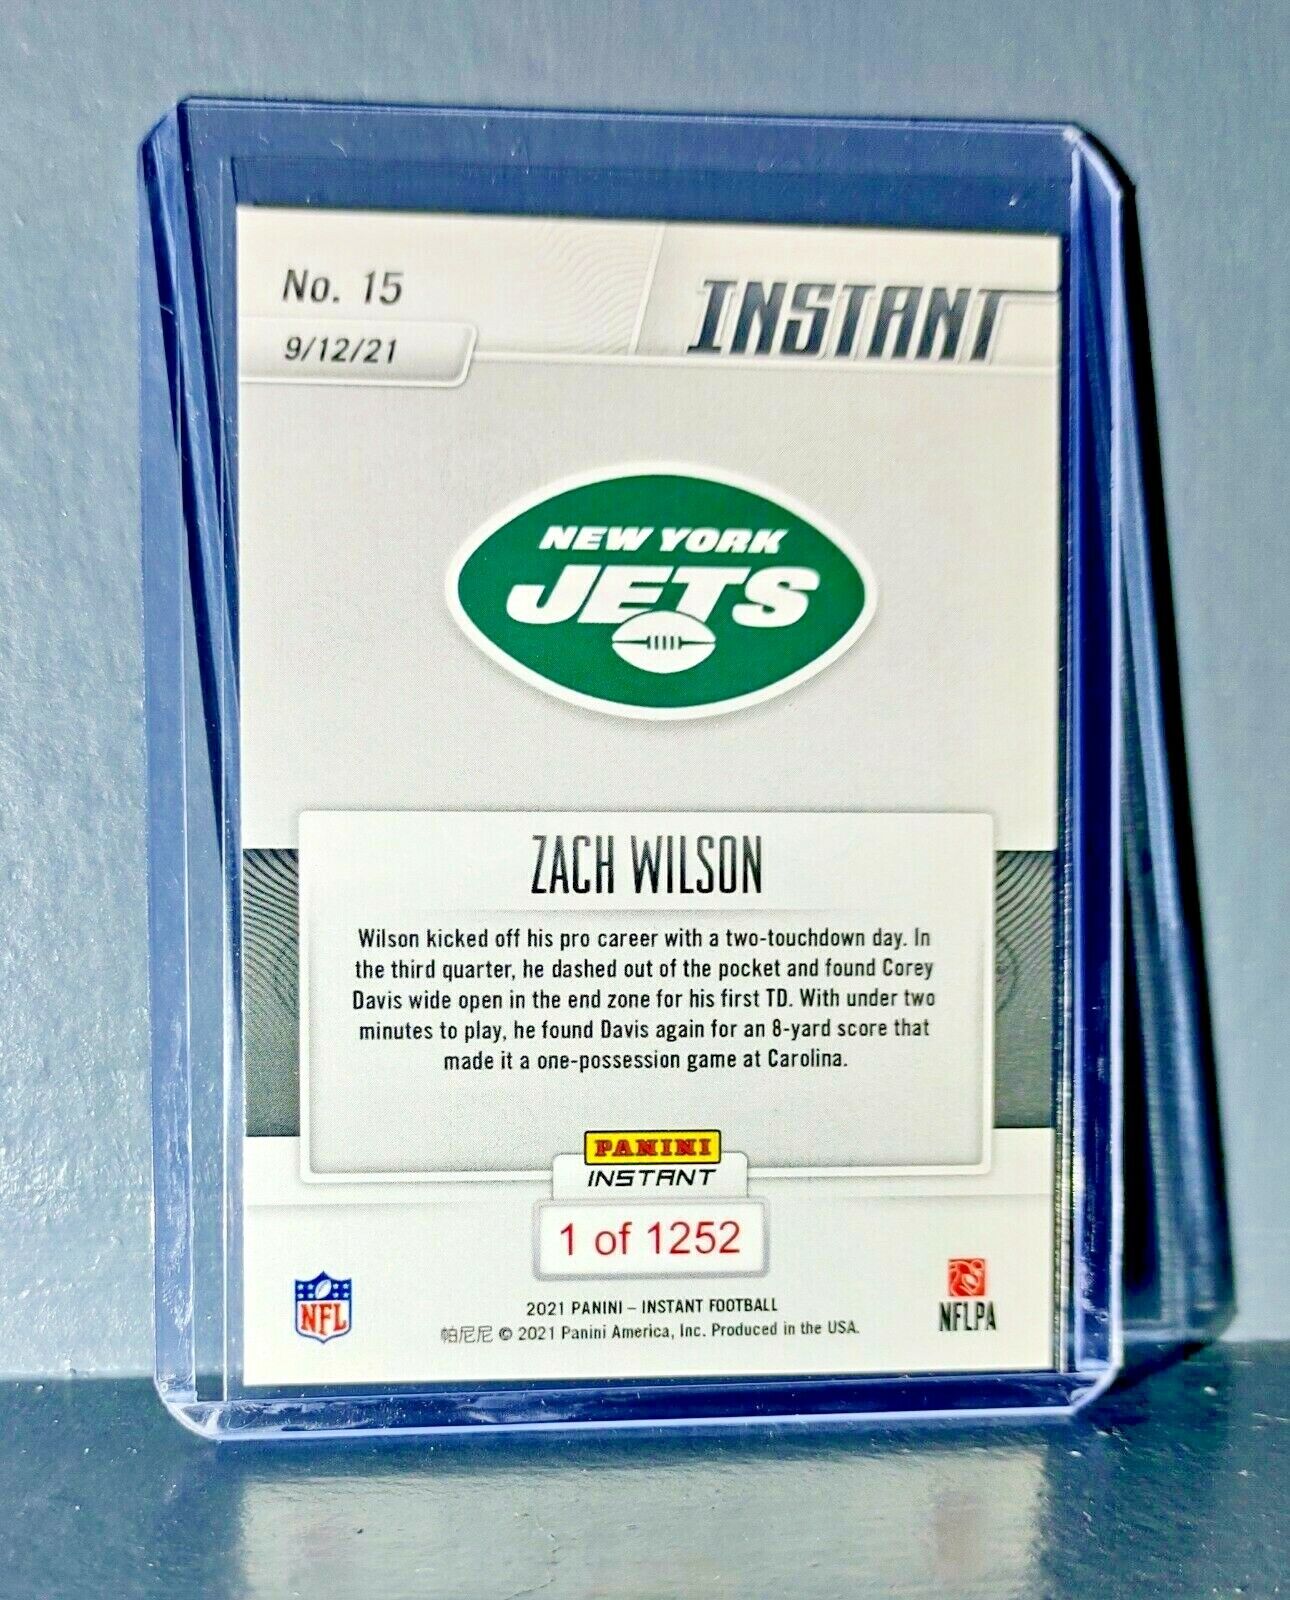 No. 15
INSTANT
9/12/21
NEW YORK
JETS
ZACH WILSON
Wilson kicked off his pro career with a two-touchdown day. In
the third quarter, he dashed out of the pocket and found Corey
Davis wide open in the end zone for his first TD. With under two
minutes to play, he found Davis again for an 8-yard score that
made it a one-possession game at Carolina.
PANINI
INSTANT
1 of 1252
NFL
NFLPA
2021 PANINI – INSTANT FOOTBALL
帕尼尼 © 2021 Panini America, Inc. Produced in the USA.